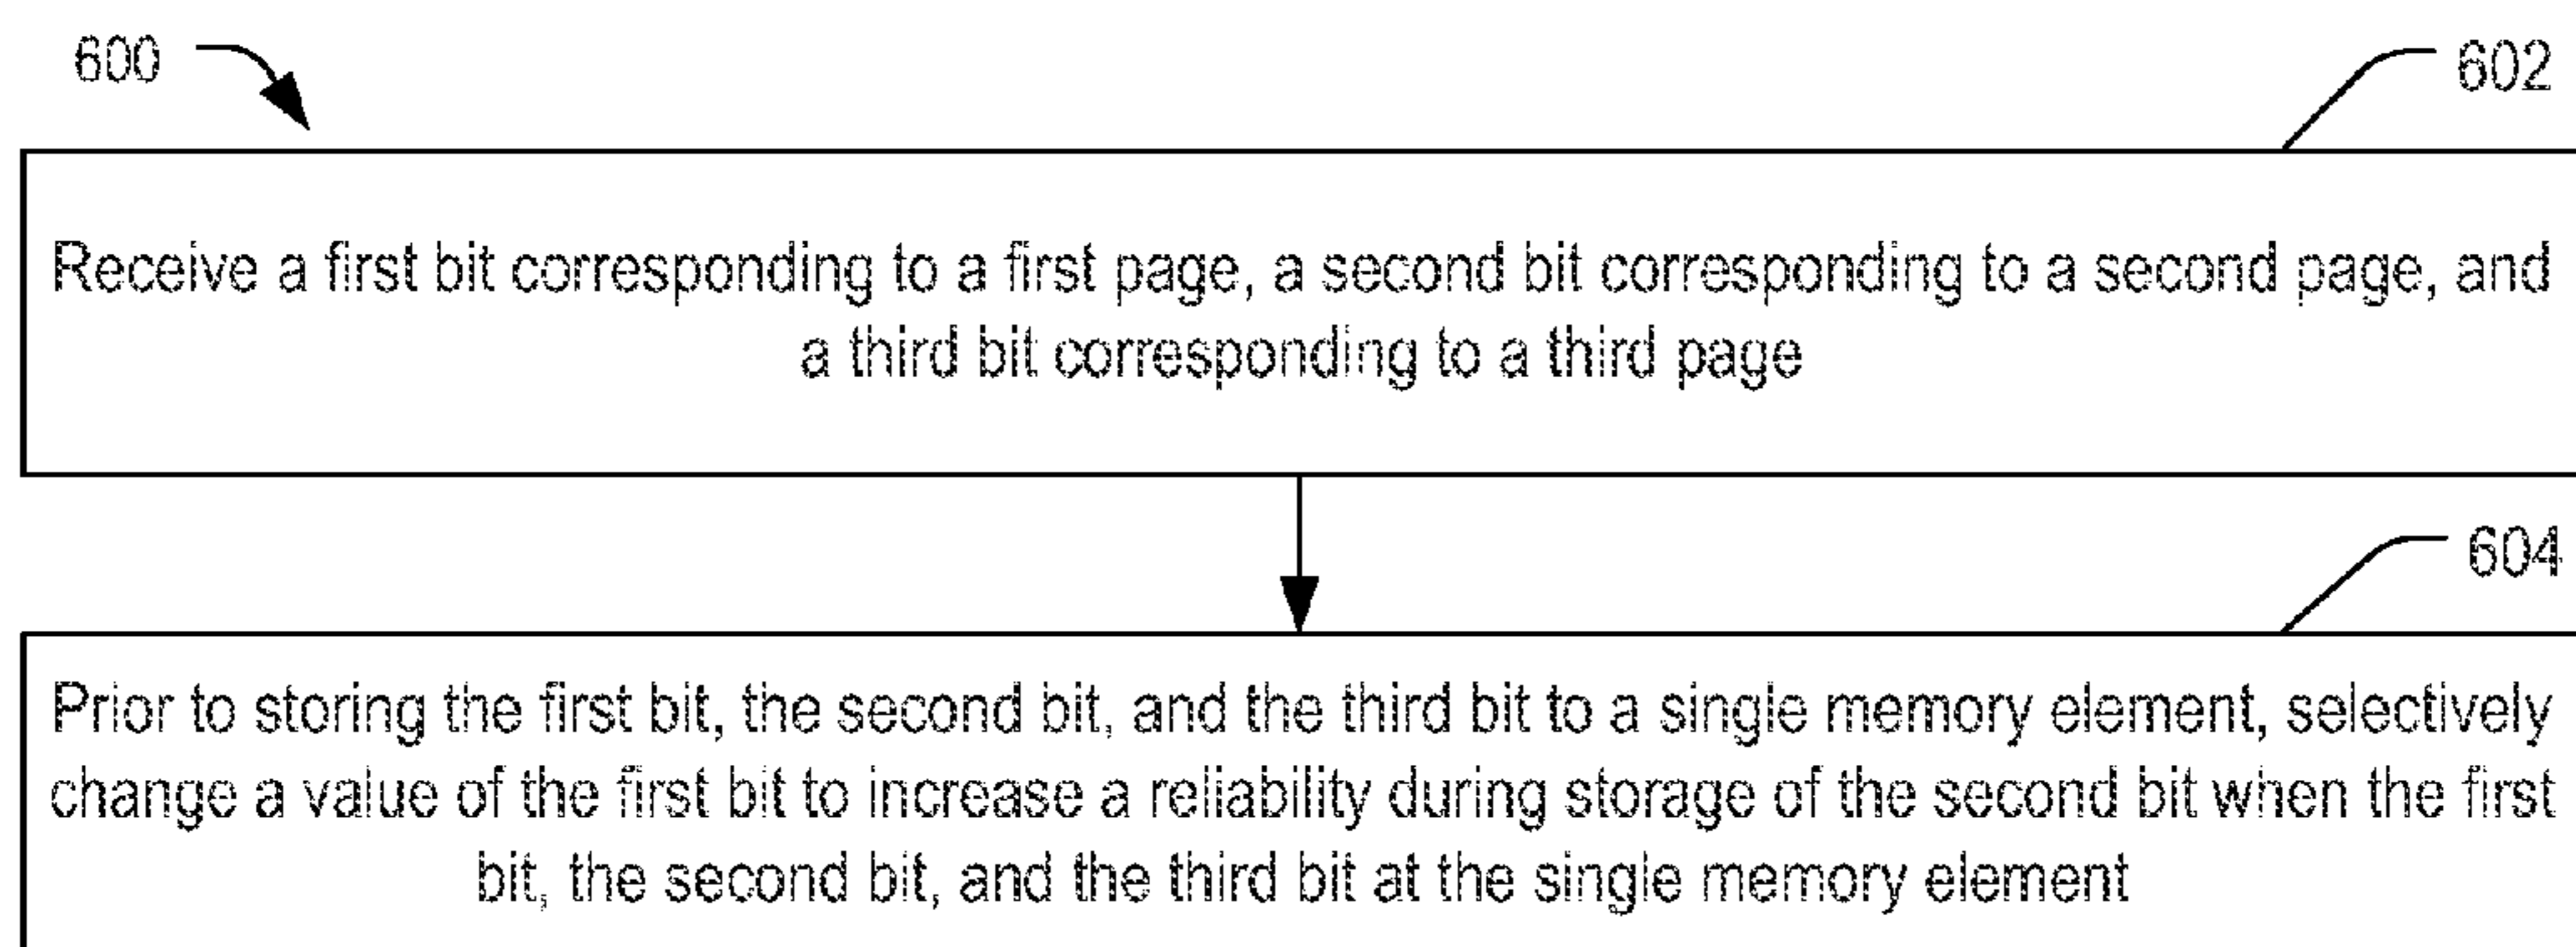 600
602
Receive a first bit corresponding to a first page, a second bit corresponding to a second page, and
a third bit corresponding to a third page
604
Prior to storing the first bit, the second bit, and the third bit to a single memory element, selectively
change a value of the first bit to increase a reliability during storage of the second bit when the first
bit, the second bit, and the third bit at the single memory element